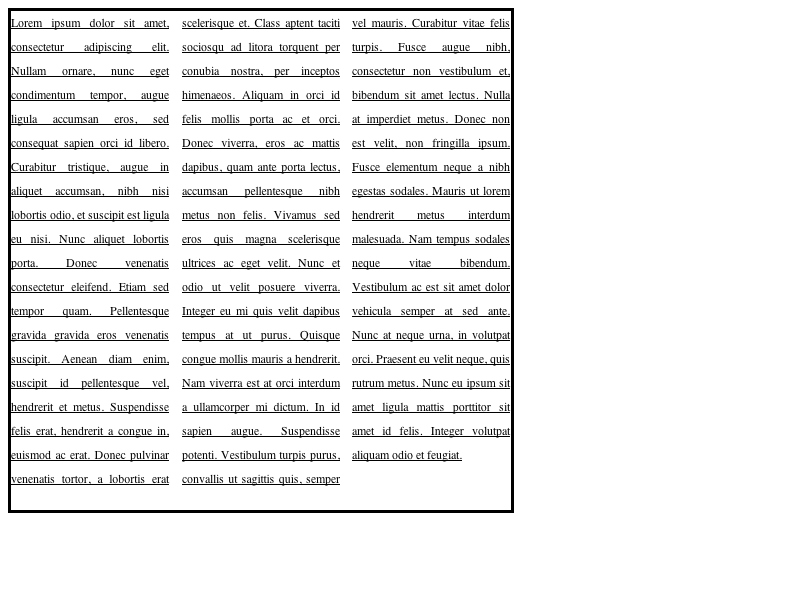 Lorem ipsum dolor sit amet,
consectetur adipiscing elit.
Nullam ornare, nunc eget
condimentum tempor, augue
ligula accumsan eros, sed
consequat sapien orci id libero.
Curabitur tristique, augue in
aliquet accumsan, nibh nisi
lobortis odio, et suscipit est ligula
eu nisi. Nunc aliquet lobortis
porta. Donec venenatis
consectetur eleifend. Etiam sed
tempor quam. Pellentesque
gravida gravida eros venenatis
suscipit. Aenean diam enim,
suscipit id pellentesque vel,
hendrerit et metus. Suspendisse
felis erat, hendrerit a congue in,
euismod ac erat. Donec pulvinar
venenatis tortor, a lobortis erat
scelerisque et. Class aptent taciti
sociosqu ad litora torquent per
conubia nostra, per inceptos
himenaeos. Aliquam in orci id
felis mollis porta ac et orci.
Donec viverra, eros ac mattis
dapibus, quam ante porta lectus,
accumsan pellentesque nibh
metus non felis. Vivamus sed
eros quis magna scelerisque
ultrices ac eget velit. Nunc et
odio ut velit posuere viverra.
Integer eu mi quis velit dapibus
tempus at ut purus. Quisque
congue mollis mauris a hendrerit.
Nam viverra est at orci interdum
a ullamcorper mi dictum. In id
sapien augue. Suspendisse
potenti. Vestibulum turpis purus,
convallis ut sagittis quis, semper
vel mauris. Curabitur vitae felis
turpis. Fusce augue nibh,
consectetur non vestibulum et,
bibendum sit amet lectus. Nulla
at imperdiet metus. Donec non
est velit, non fringilla ipsum.
Fusce elementum neque a nibh
egestas sodales. Mauris ut lorem
hendrerit metus interdum
malesuada. Nam tempus sodales
neque vitae bibendum.
Vestibulum ac est sit amet dolor
vehicula semper at sed ante.
Nunc at neque urna, in volutpat
orci. Praesent eu velit neque, quis
rutrum metus. Nunc eu ipsum sit
amet ligula mattis porttitor sit
amet id felis. Integer volutpat
aliquam odio et feugiat.